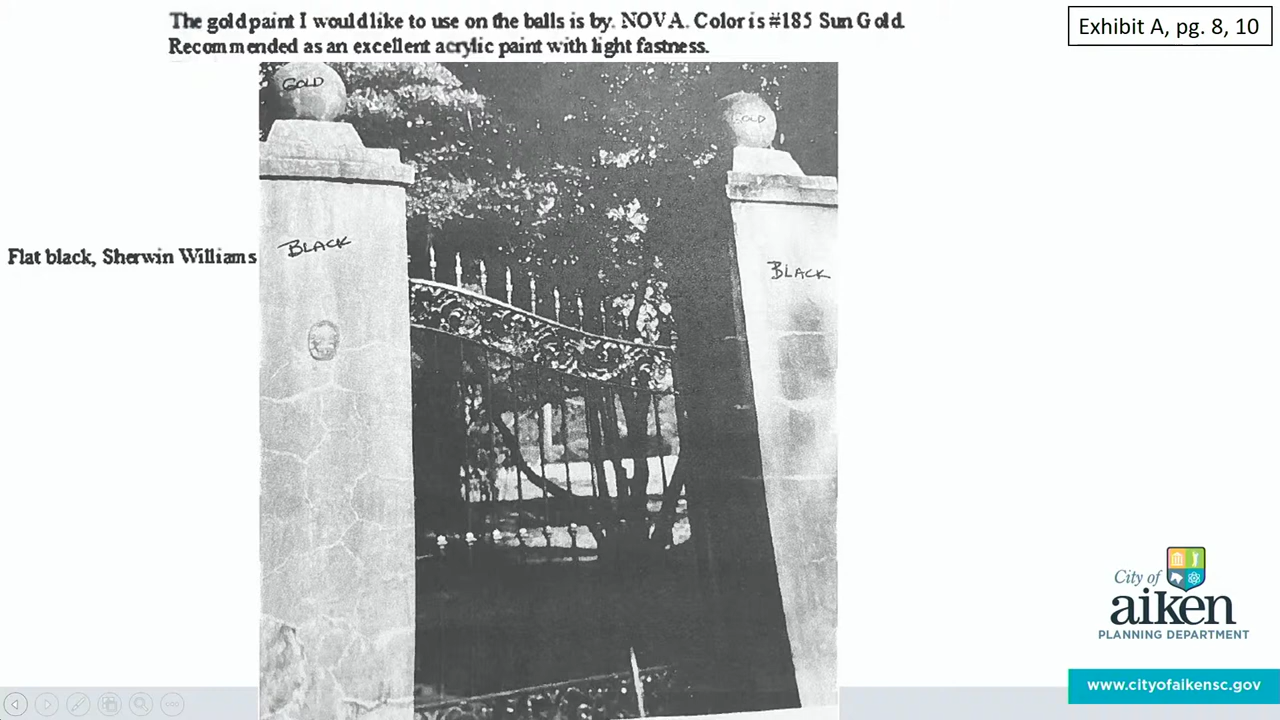 The gold paint I would like to use on the balls is by. NOVA. Color is #185 Sun Gold.
Recommended as an excellent acrylic paint with light fastness.
Exhibit A, pg. 8, 10
GOLD
GOLD
Flat black, Sherwin Williams
BLACK
BLACK
City of
aiken
PLANNING DEPARTMENT
www.cityofaikensc.gov